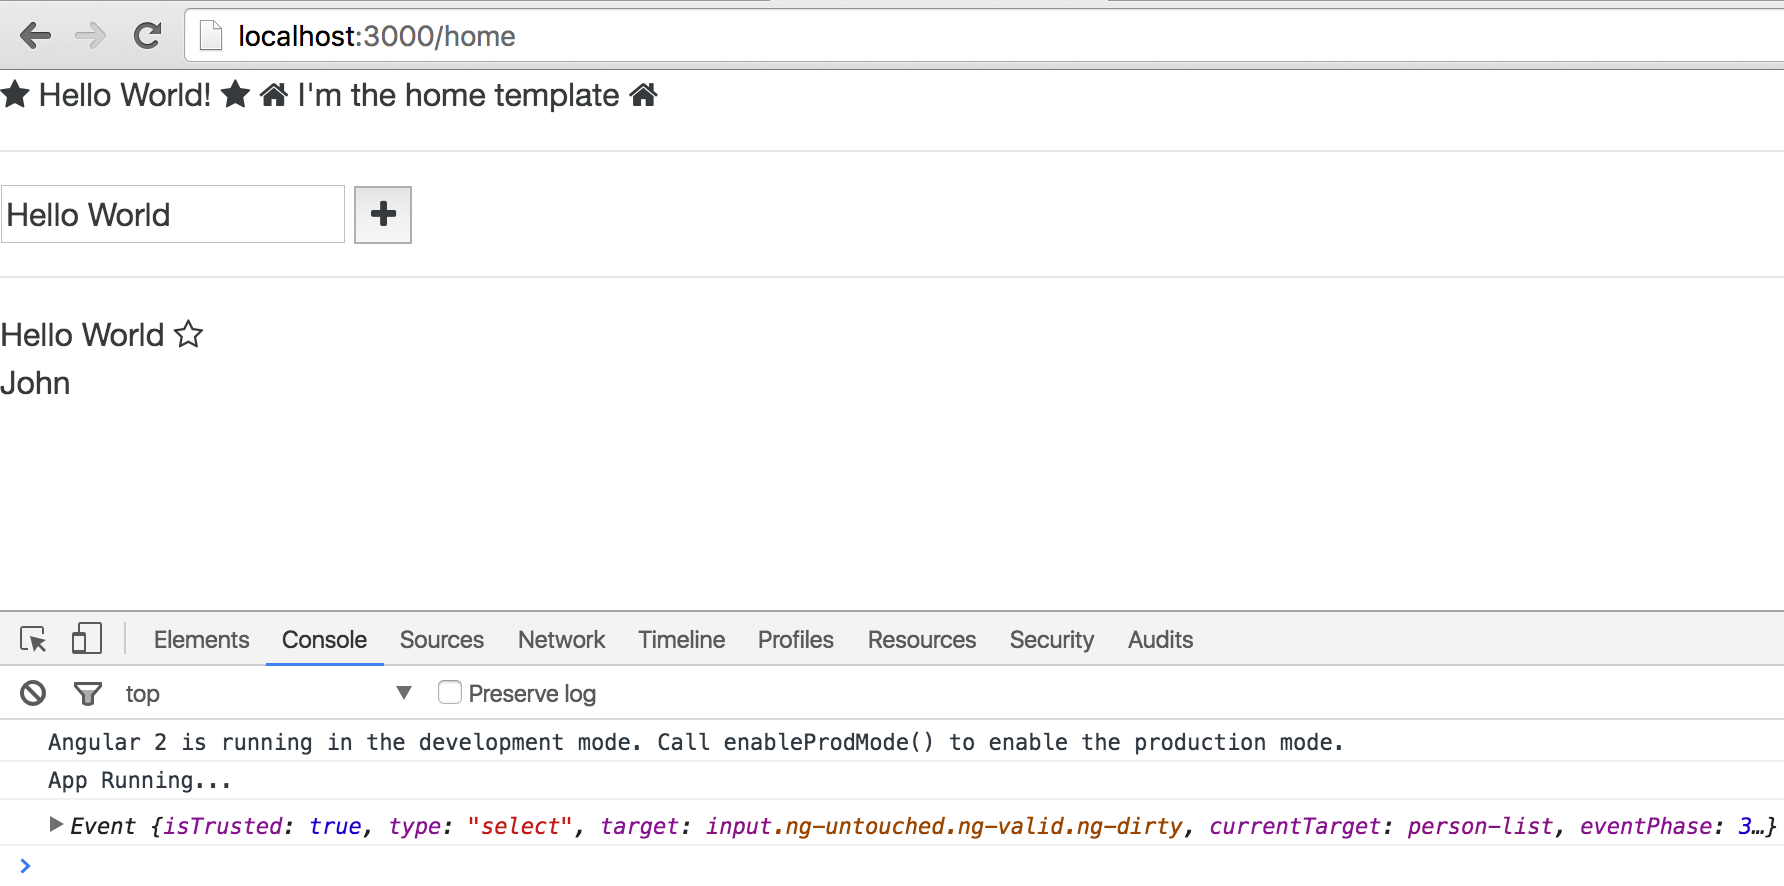 localhost:3000/home
Hello World! I'm the home template
Hello World
Hello World
John
Elements Console Sources Network Timeline Profiles Resources Security Audits
top Preserve log
Angular 2 is running in the development mode. Call enableProdMode() to enable the production mode.
App Running...
Event {isTrusted: true, type: "select", target: input.ng-untouched.ng-valid.ng-dirty, currentTarget: person-list, eventPhase: 3…}